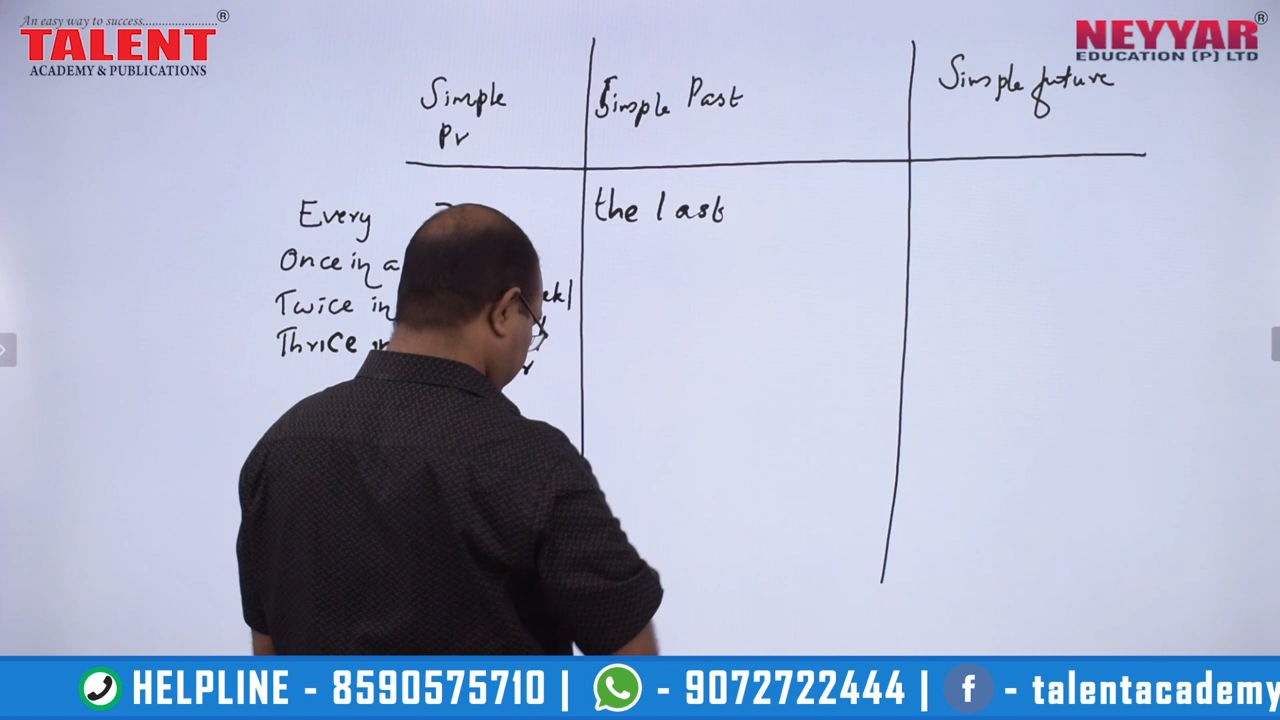 An easy way to success......................
TALENT
ACADEMY & PUBLICATIONS
NEYYAR
EDUCATION (P) LTD
Simple Pr
Simple Past
Simple future
Every
the last
Once in a
Twice in
Thrice
HELPLINE - 8590575710 | - 9072722444 | f - talentacademy